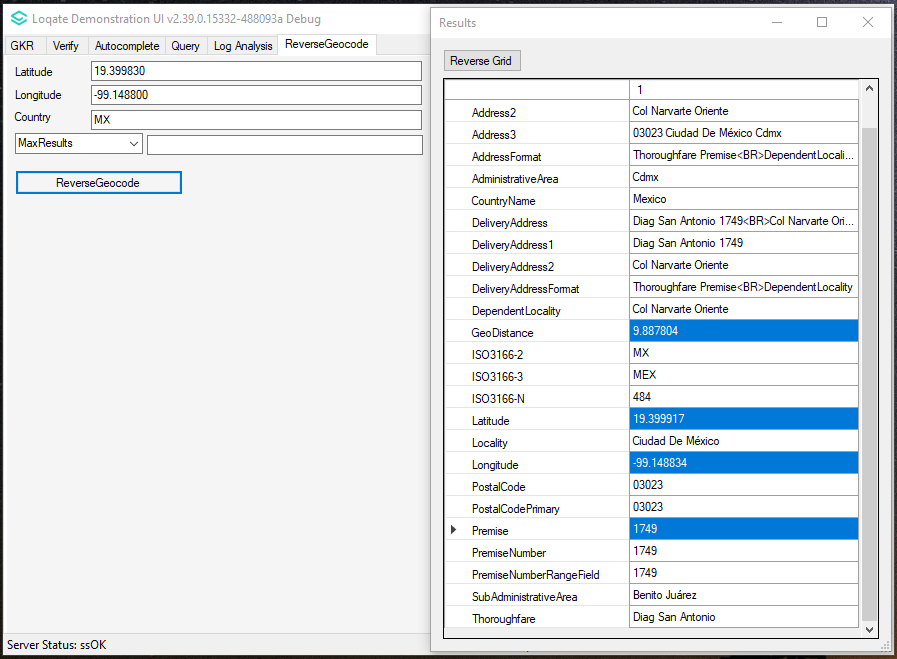 Loqate Demonstration UI v2.39.0.15332-488093a Debug
GKR Verify Autocomplete Query Log Analysis ReverseGeocode
Latitude 19.399830
Longitude -99.148800
Country MX
MaxResults
ReverseGeocode
Server Status: ssOK
Results
Reverse Grid
1
Address2 Col Narvarte Oriente
Address3 03023 Ciudad De México Cdmx
AddressFormat Thoroughfare Premise<BR>DependentLocali...
AdministrativeArea Cdmx
CountryName Mexico
DeliveryAddress Diag San Antonio 1749<BR>Col Narvarte Ori...
DeliveryAddress1 Diag San Antonio 1749
DeliveryAddress2 Col Narvarte Oriente
DeliveryAddressFormat Thoroughfare Premise<BR>DependentLocality
DependentLocality Col Narvarte Oriente
GeoDistance 9.887804
ISO3166-2 MX
ISO3166-3 MEX
ISO3166-N 484
Latitude 19.399917
Locality Ciudad De México
Longitude -99.148834
PostalCode 03023
PostalCodePrimary 03023
Premise 1749
PremiseNumber 1749
PremiseNumberRangeField 1749
SubAdministrativeArea Benito Juárez
Thoroughfare Diag San Antonio